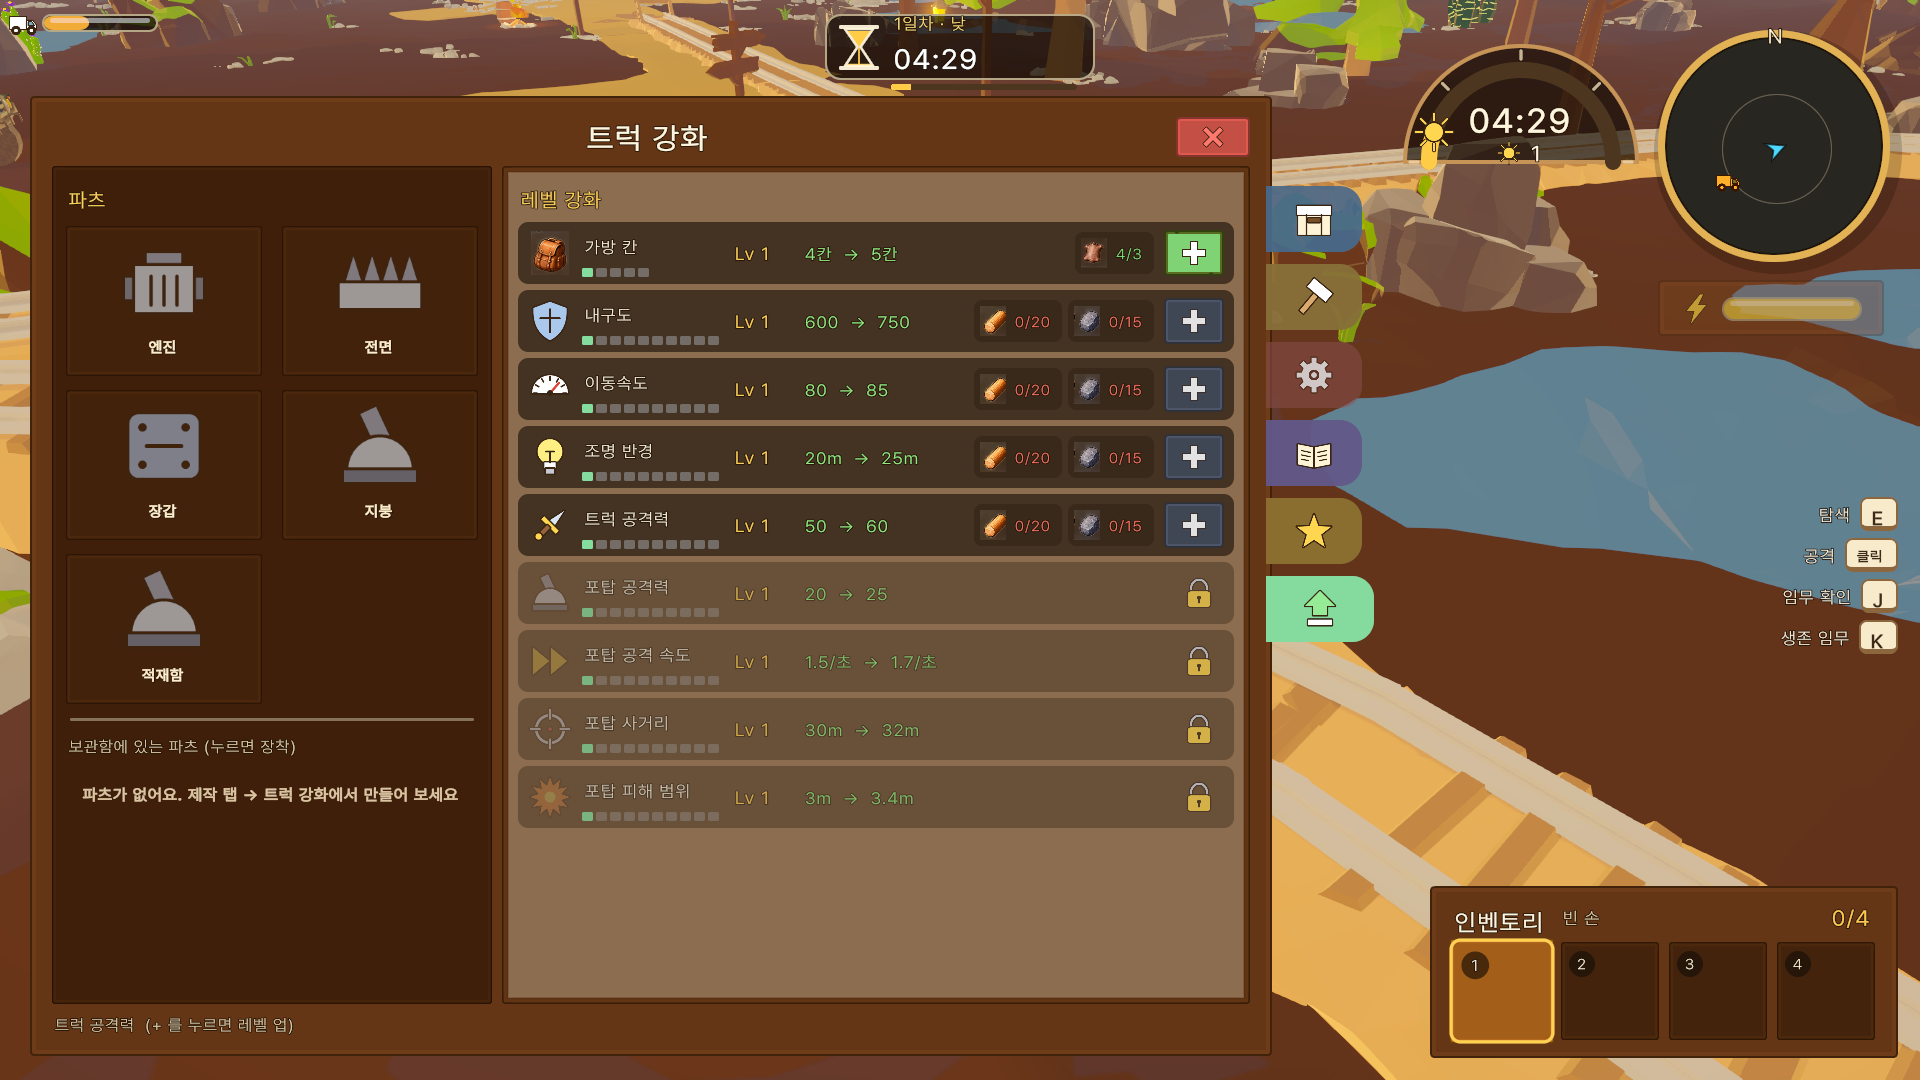 1일차 · 낮
04:29
N
04:29
1
트럭 강화
파츠
엔진
전면
장갑
지붕
적재함
보관함에 있는 파츠 (누르면 장착)
파츠가 없어요. 제작 탭 → 트럭 강화에서 만들어 보세요
레벨 강화
가방 칸 Lv 1 4칸 → 5칸 4/3
내구도 Lv 1 600 → 750 0/20 0/15
이동속도 Lv 1 80 → 85 0/20 0/15
조명 반경 Lv 1 20m → 25m 0/20 0/15
트럭 공격력 Lv 1 50 → 60 0/20 0/15
포탑 공격력 Lv 1 20 → 25
포탑 공격 속도 Lv 1 1.5/초 → 1.7/초
포탑 사거리 Lv 1 30m → 32m
포탑 피해 범위 Lv 1 3m → 3.4m
트럭 공격력 (+ 를 누르면 레벨 업)
탐색 E
공격 클릭
임무 확인 J
생존 임무 K
인벤토리 빈 손 0/4
1 2 3 4